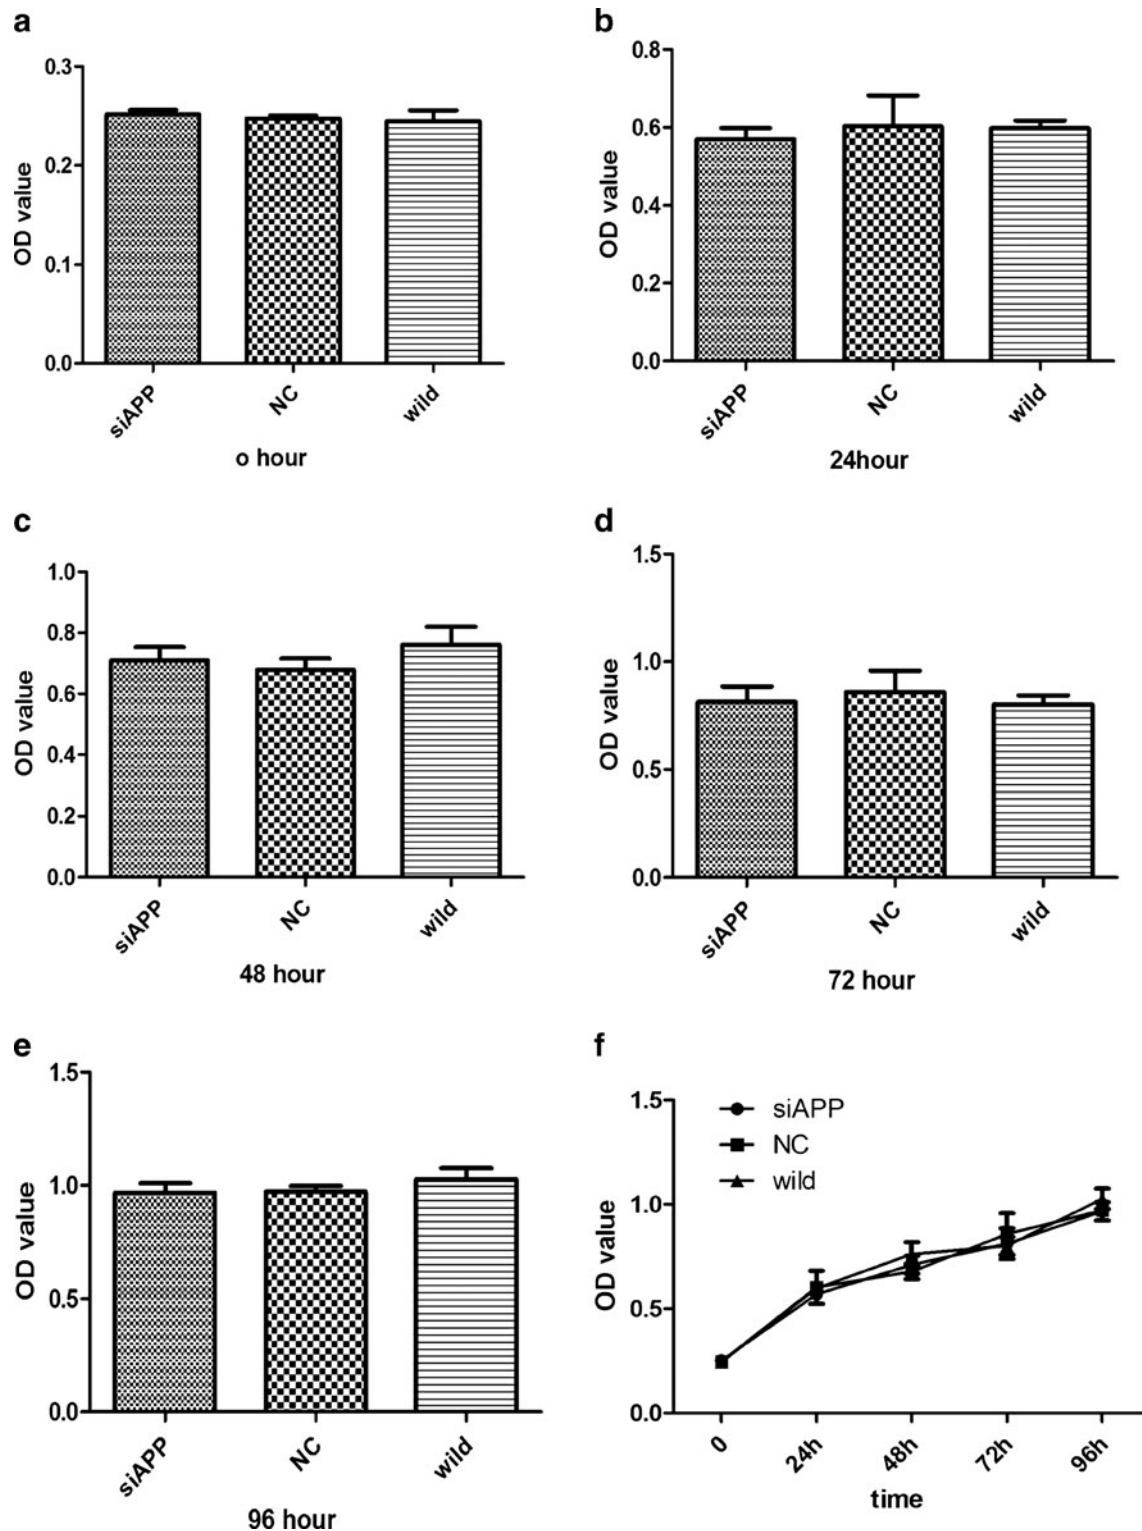 a
0.3
0.2
0.1
0.0
OD value
siAPP
NC
wild
o hour
b
0.8
0.6
0.4
0.2
0.0
OD value
siAPP
NC
wild
24hour
c
1.0
0.8
0.6
0.4
0.2
0.0
OD value
siAPP
NC
wild
48 hour
d
1.5
1.0
0.5
0.0
OD value
siAPP
NC
wild
72 hour
e
1.5
1.0
0.5
0.0
OD value
siAPP
NC
wild
96 hour
f
1.5
1.0
0.5
0.0
OD value
siAPP
NC
wild
0
24h
48h
72h
96h
time